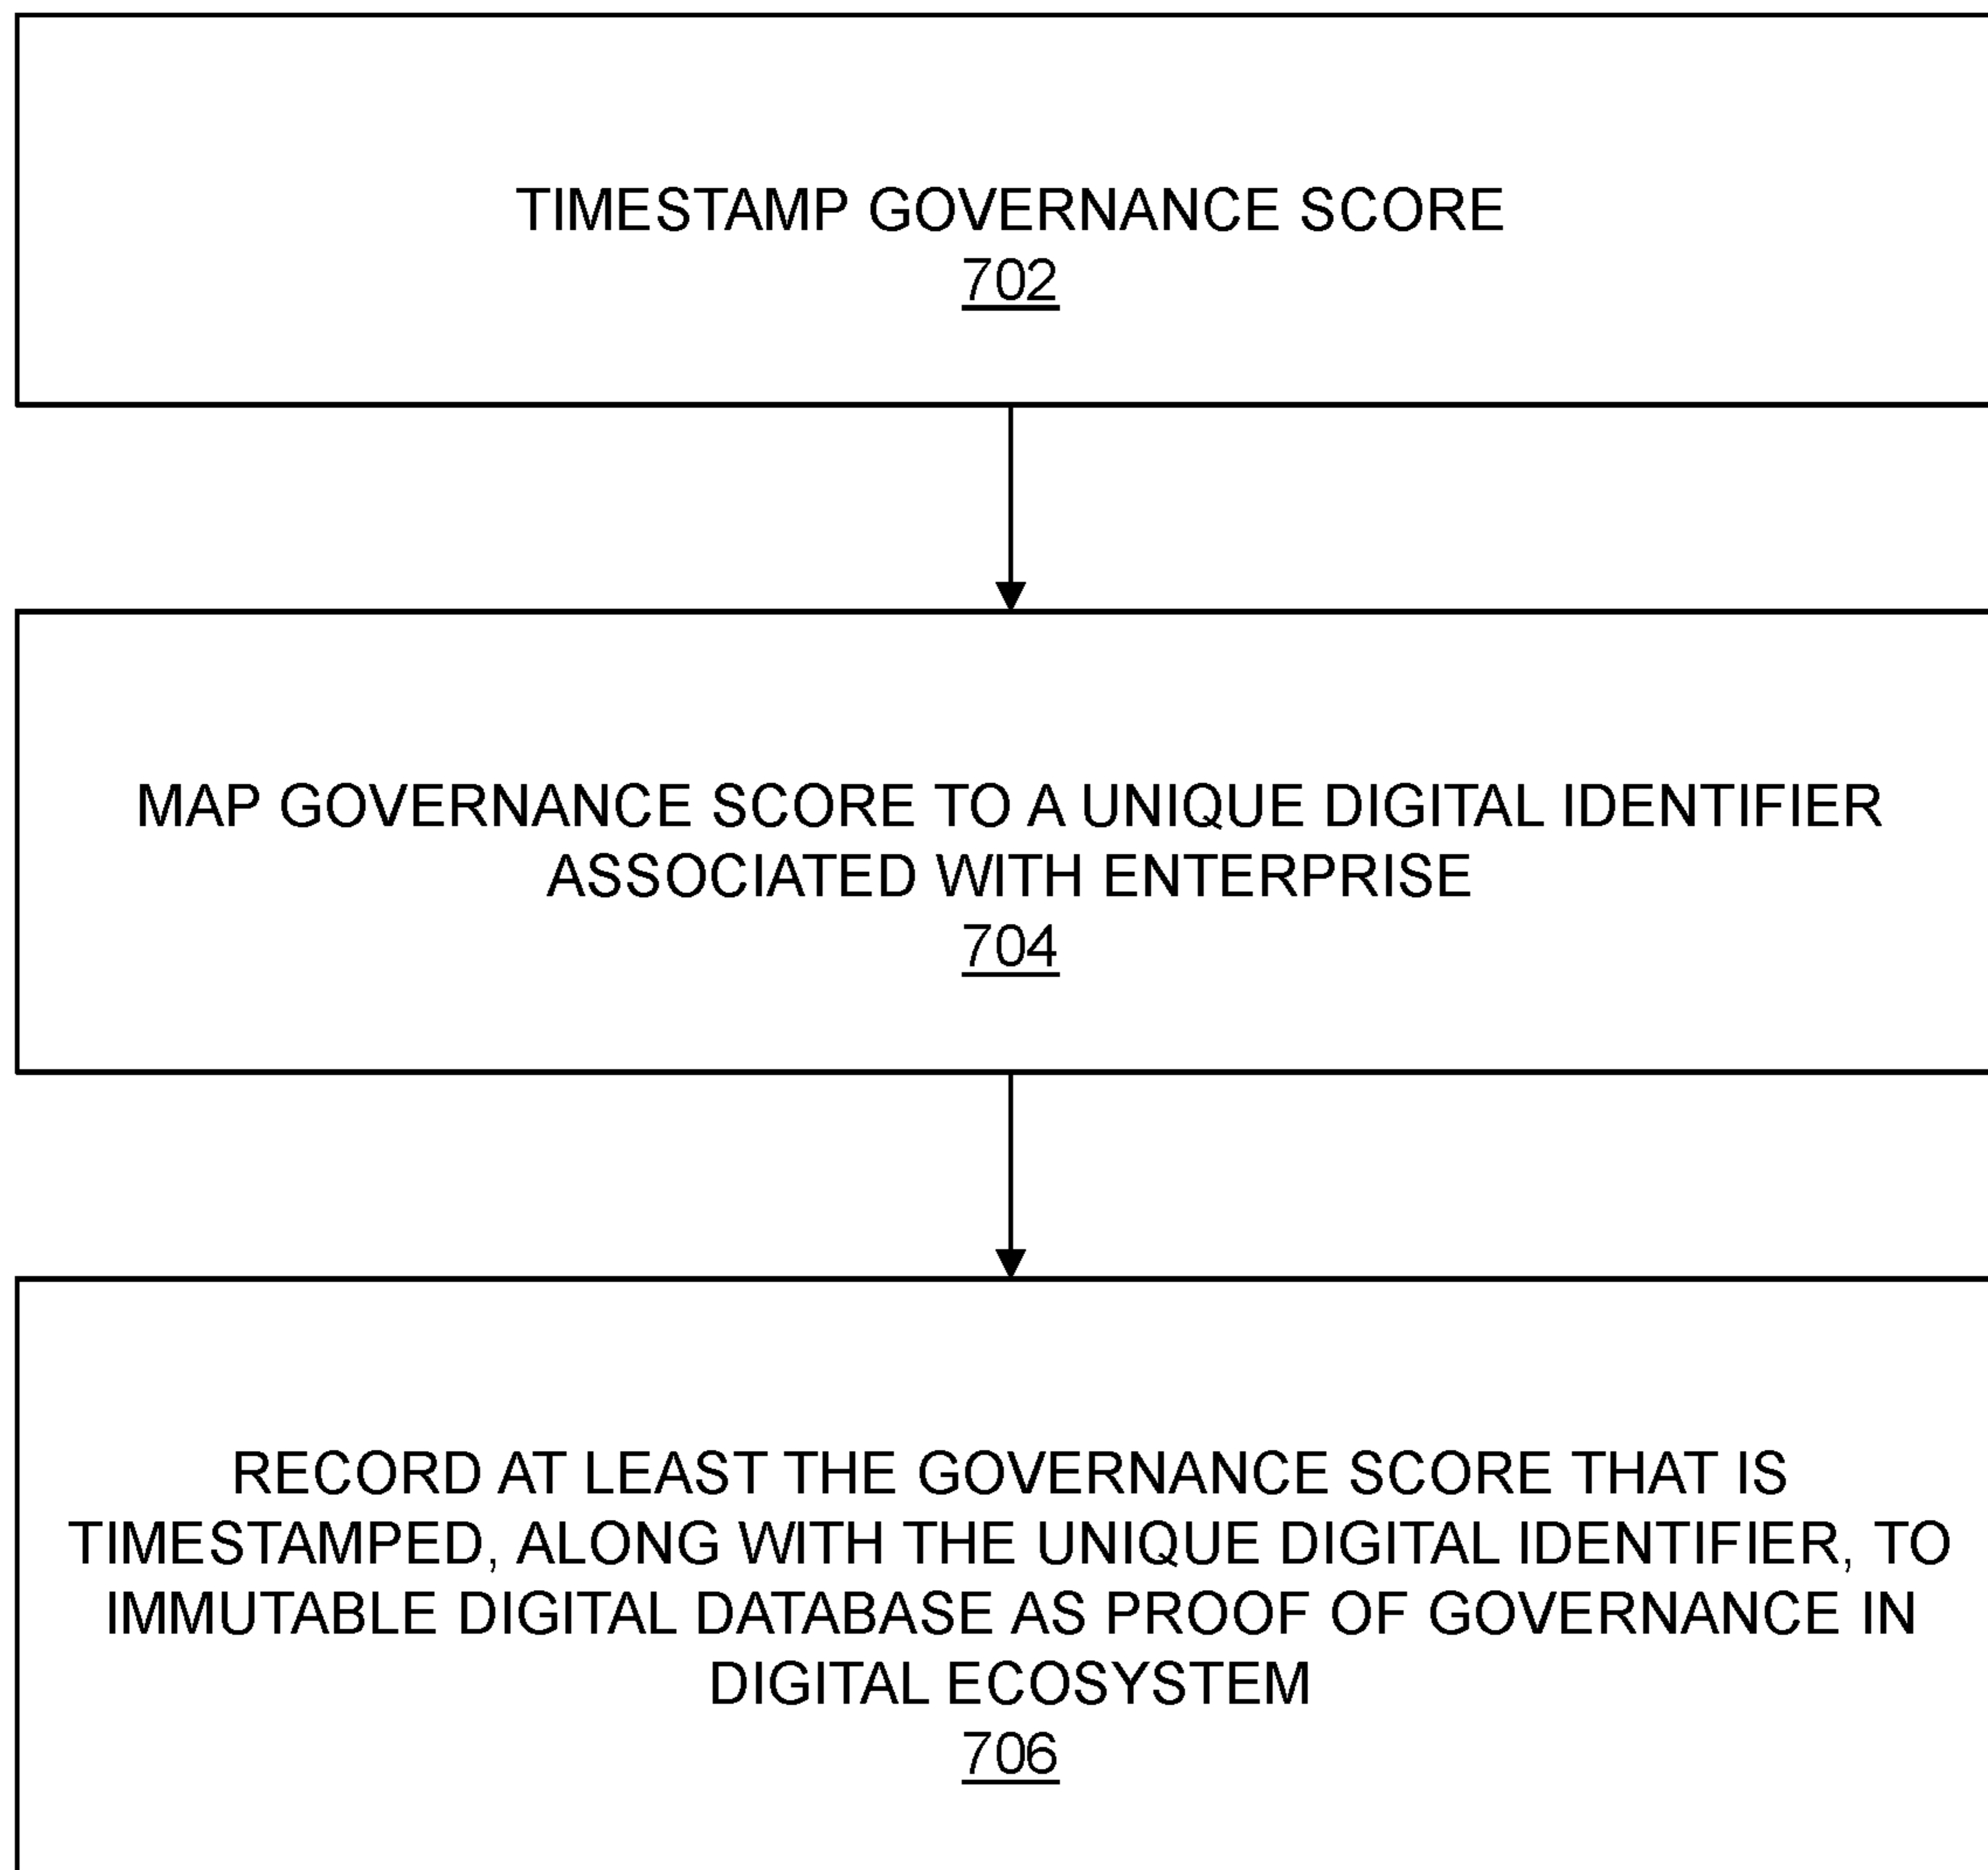 TIMESTAMP GOVERNANCE SCORE
702
MAP GOVERNANCE SCORE TO A UNIQUE DIGITAL IDENTIFIER
ASSOCIATED WITH ENTERPRISE
704
RECORD AT LEAST THE GOVERNANCE SCORE THAT IS
TIMESTAMPED, ALONG WITH THE UNIQUE DIGITAL IDENTIFIER, TO
IMMUTABLE DIGITAL DATABASE AS PROOF OF GOVERNANCE IN
DIGITAL ECOSYSTEM
706